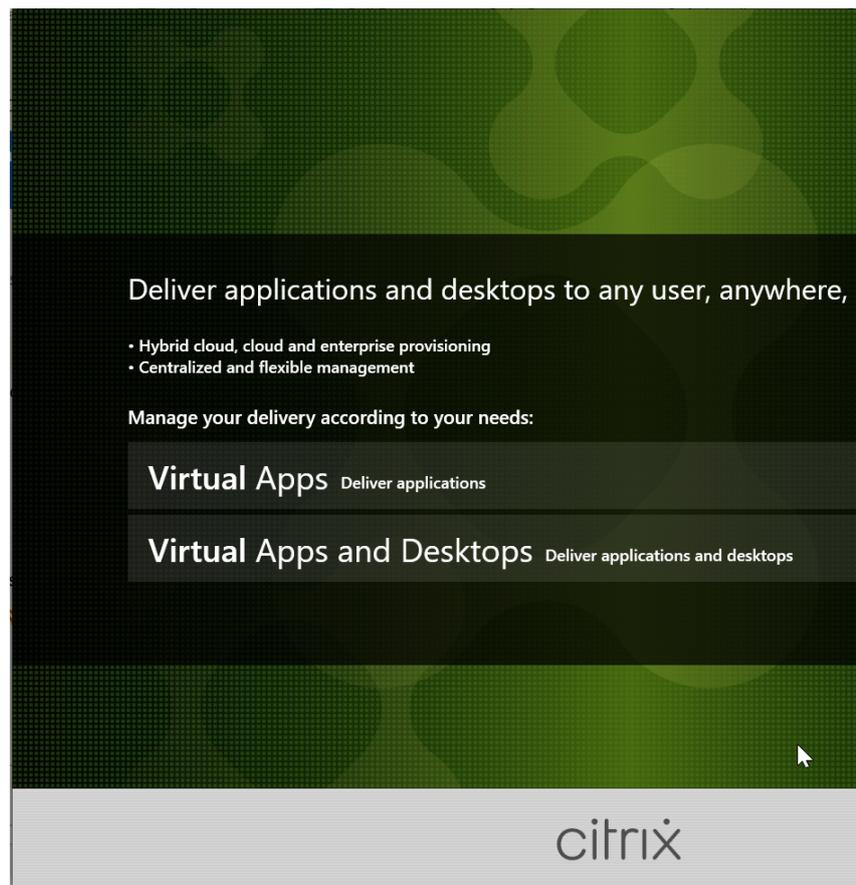 Deliver applications and desktops to any user, anywhere,
• Hybrid cloud, cloud and enterprise provisioning
• Centralized and flexible management
Manage your delivery according to your needs:
Virtual Apps Deliver applications
Virtual Apps and Desktops Deliver applications and desktops
citrix